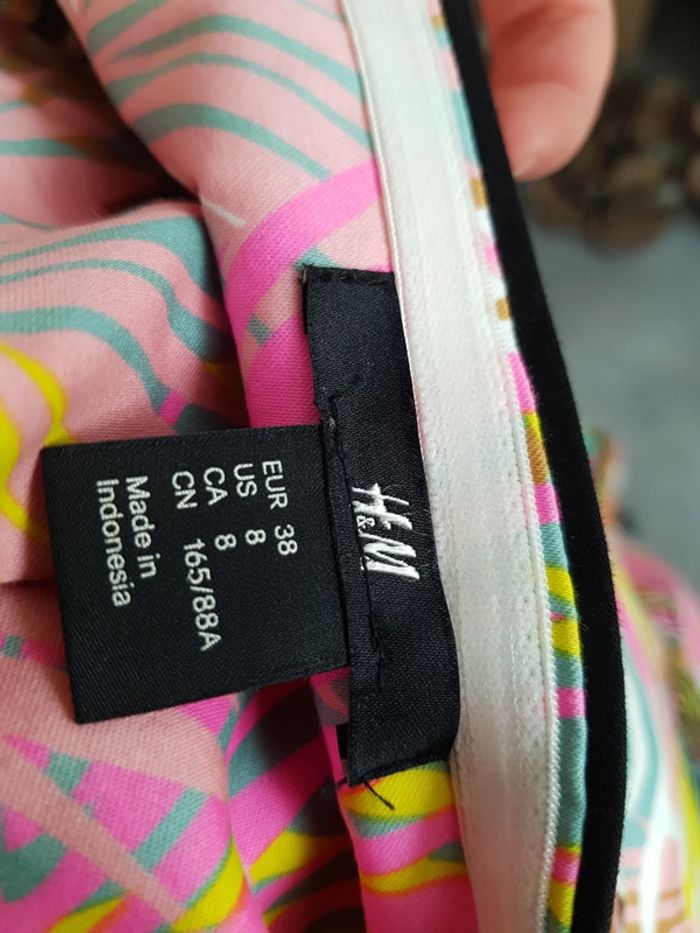 H&M
EUR 38
US 8
CA 8
CN 165/88A
Made in
Indonesia